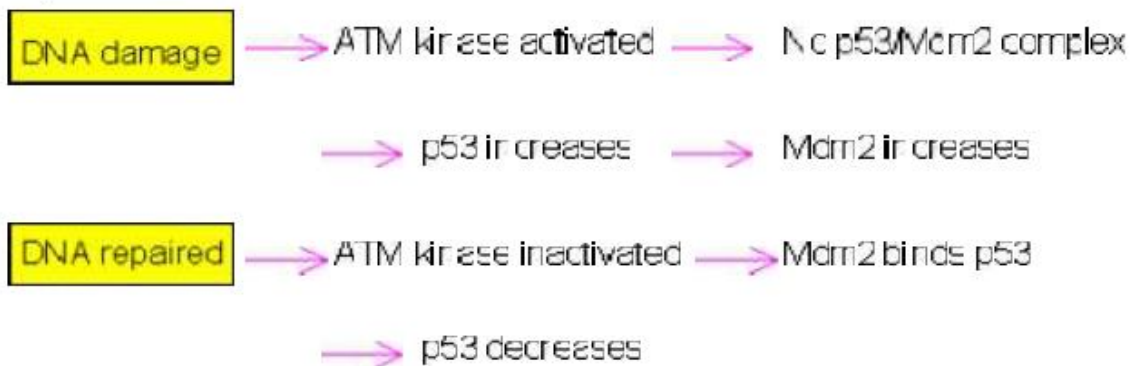 DNA damage ATM kinase activated No p53/Mdm2 complex
p53 increases Mdm2 increases
DNA repaired ATM kinase inactivated Mdm2 binds p53
p53 decreases